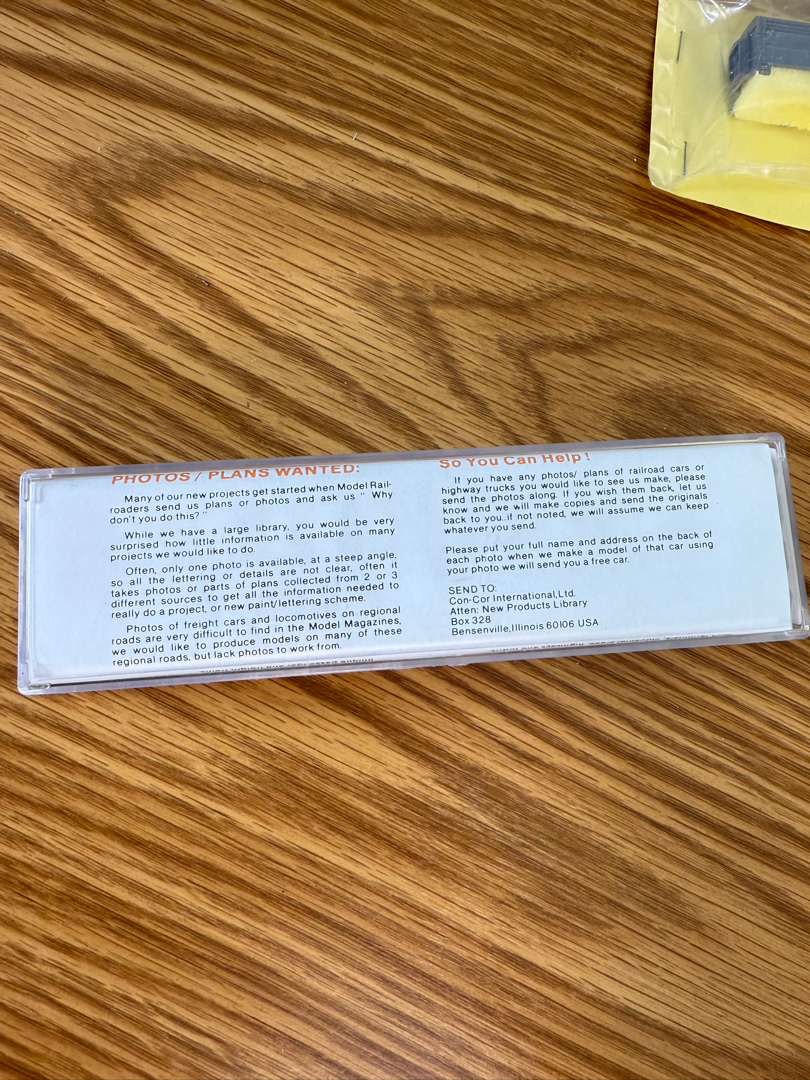 PHOTOS / PLANS WANTED:
Many of our new projects get started when Model Rail-
roaders send us plans or photos and ask us " Why
don't you do this? "
While we have a large library, you would be very
surprised how little information is available on many
projects we would like to do.
Often, only one photo is available, at a steep angle,
so all the lettering or details are not clear, often it
takes photos or parts of plans collected from 2 or 3
different sources to get all the information needed to
really do a project, or new paint/lettering scheme.
Photos of freight cars and locomotives on regional
roads are very difficult to find in the Model Magazines,
we would like to produce models on many of these
regional roads, but lack photos to work from.
So You Can Help !
If you have any photos/ plans of railroad cars or
highway trucks you would like to see us make, please
send the photos along. If you wish them back, let us
know and we will make copies and send the originals
back to you..if not noted, we will assume we can keep
whatever you send.
Please put your full name and address on the back of
each photo when we make a model of that car using
your photo we will send you a free car.
SEND TO:
Con-Cor International,Ltd.
Atten: New Products Library
Box 328
Bensenville,Illinois 60106 USA